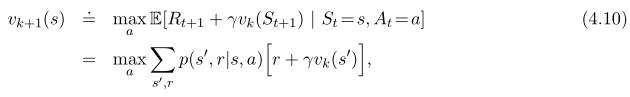 v_{k+1}(s) ≐ max_a 𝔼[R_{t+1} + γv_k(S_{t+1}) | S_t = s, A_t = a] (4.10)
= max_a ∑_{s',r} p(s', r|s, a)[r + γv_k(s')],